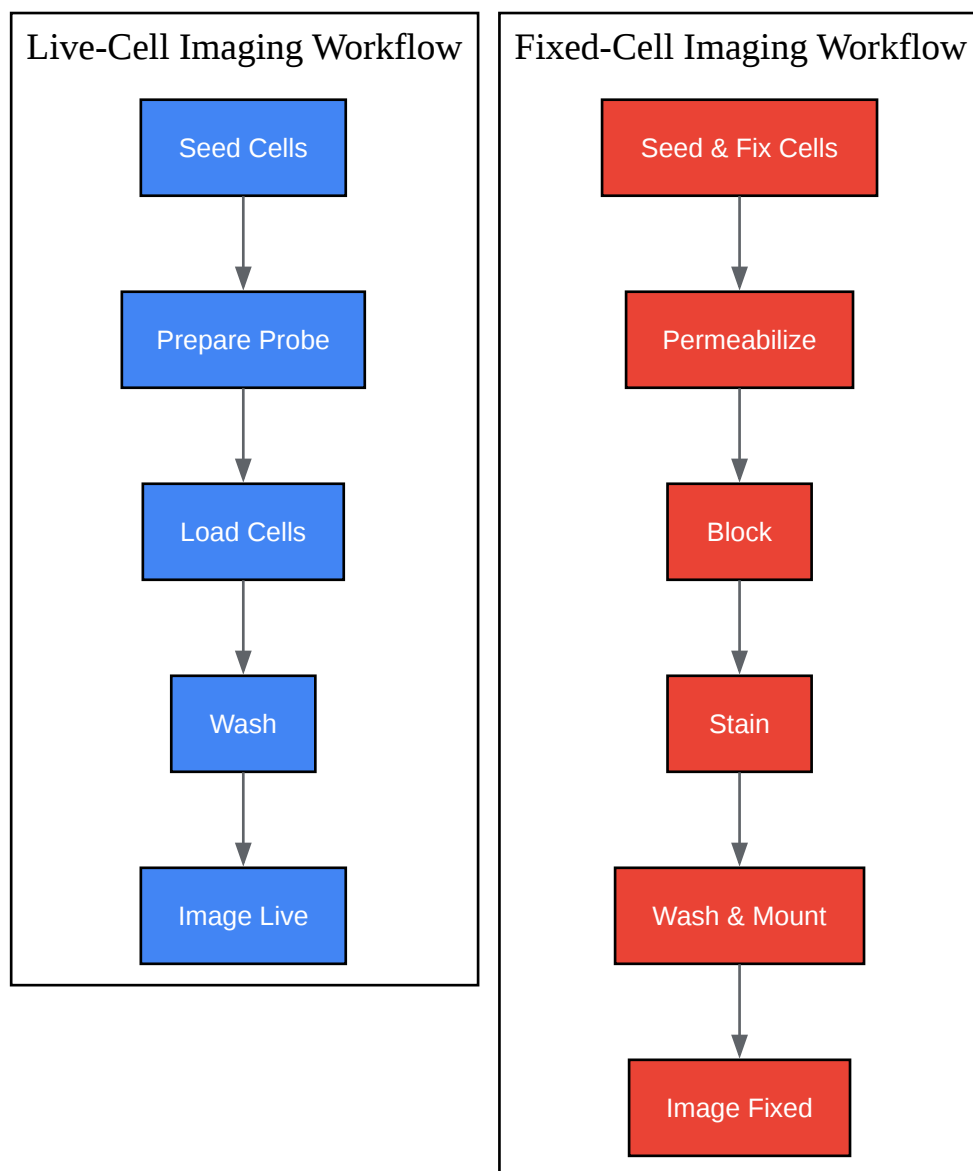 Live-Cell Imaging Workflow
Seed Cells
Prepare Probe
Load Cells
Wash
Image Live
Fixed-Cell Imaging Workflow
Seed & Fix Cells
Permeabilize
Block
Stain
Wash & Mount
Image Fixed